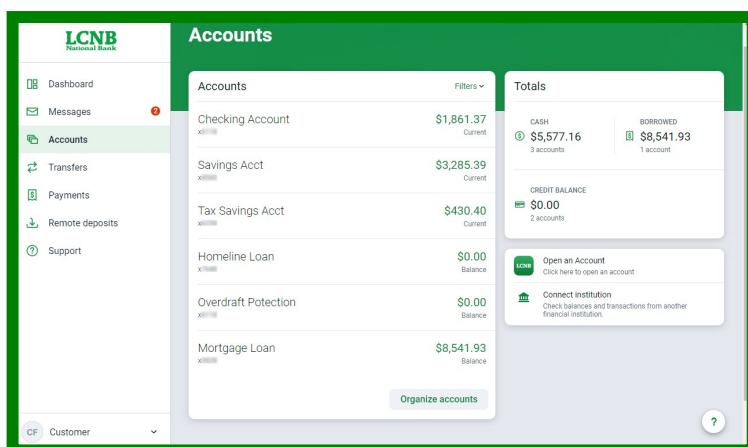 LCNB
National Bank
Dashboard
Messages
2
Accounts
Transfers
Payments
Remote deposits
Support
CF
Customer
Accounts
Accounts
Filters
Checking Account
$1,861.37
x
Current
Savings Acct
$3,285.39
x
Current
Tax Savings Acct
$430.40
x
Current
Homeline Loan
$0.00
x
Balance
Overdraft Potection
$0.00
x
Balance
Mortgage Loan
$8,541.93
x
Balance
Organize accounts
Totals
CASH
$5,577.16
3 accounts
BORROWED
$8,541.93
1 account
CREDIT BALANCE
$0.00
2 accounts
LCNB
Open an Account
Click here to open an account
Connect institution
Check balances and transactions from another
financial institution.
?